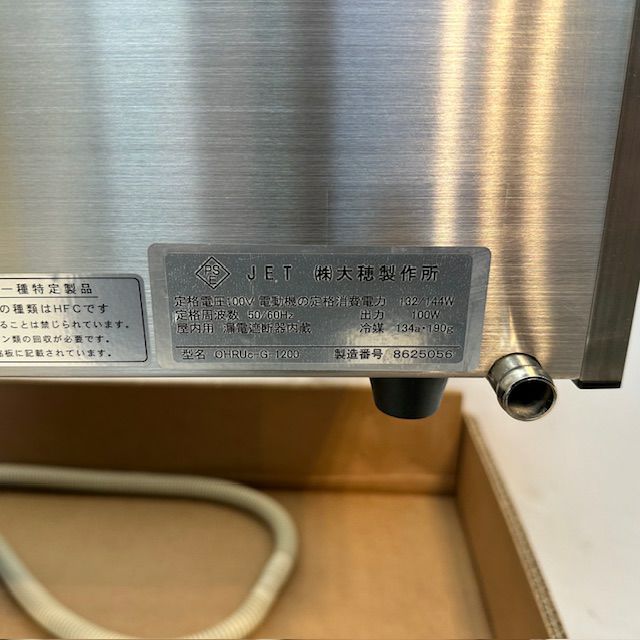 一種特定製品
の種類はHFCです
ることは禁じられています。
ン類の回収が必要です。
名板に記載されています。
PSE JET ㈱大穂製作所
定格電圧100V 電動機の定格消費電力 132/144W
定格周波数 50/60Hz 出力 100W
屋内用 漏電遮断器内蔵 冷媒 134a・190g
型名 OHRUc-G-1200 製造番号 8625056